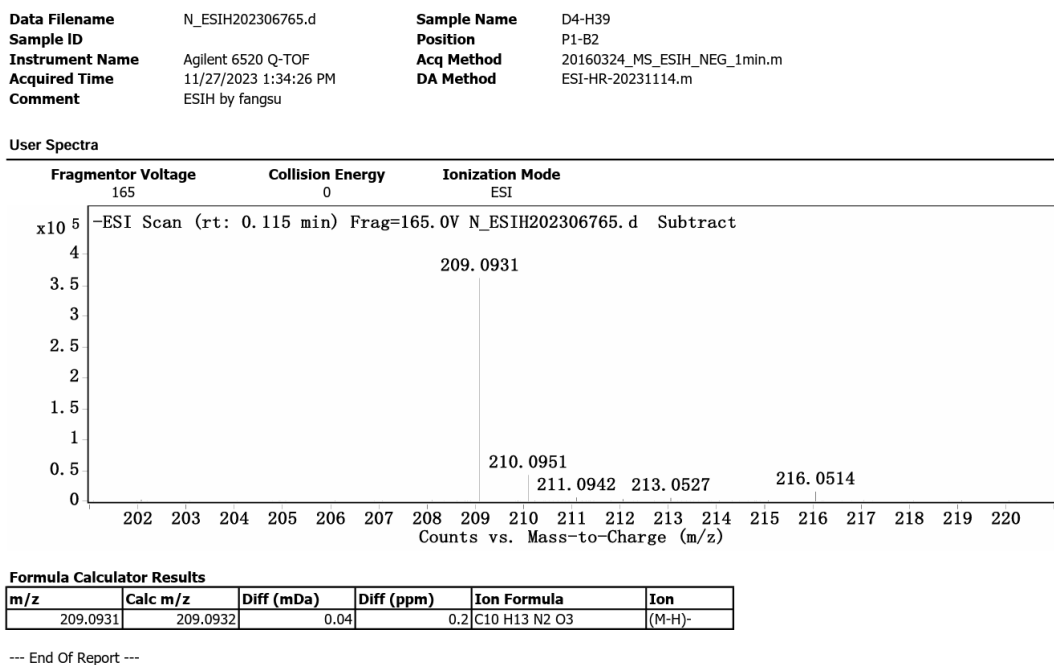 Data Filename N_ESIH202306765.d Sample Name D4-H39
Sample ID Position P1-B2
Instrument Name Agilent 6520 Q-TOF Acq Method 20160324_MS_ESIH_NEG_1min.m
Acquired Time 11/27/2023 1:34:26 PM DA Method ESI-HR-20231114.m
Comment ESIH by fangsu
User Spectra
Fragmentor Voltage Collision Energy Ionization Mode
165 0 ESI
x10 5 -ESI Scan (rt: 0.115 min) Frag=165.0V N_ESIH202306765.d Subtract
4
209.0931
3.5
3
2.5
2
1.5
1
210.0951
0.5
211.0942 213.0527 216.0514
0
202 203 204 205 206 207 208 209 210 211 212 213 214 215 216 217 218 219 220
Counts vs. Mass-to-Charge (m/z)
Formula Calculator Results
m/z Calc m/z Diff (mDa) Diff (ppm) Ion Formula Ion
209.0931 209.0932 0.04 0.2 C10 H13 N2 O3 (M-H)-
--- End Of Report ---